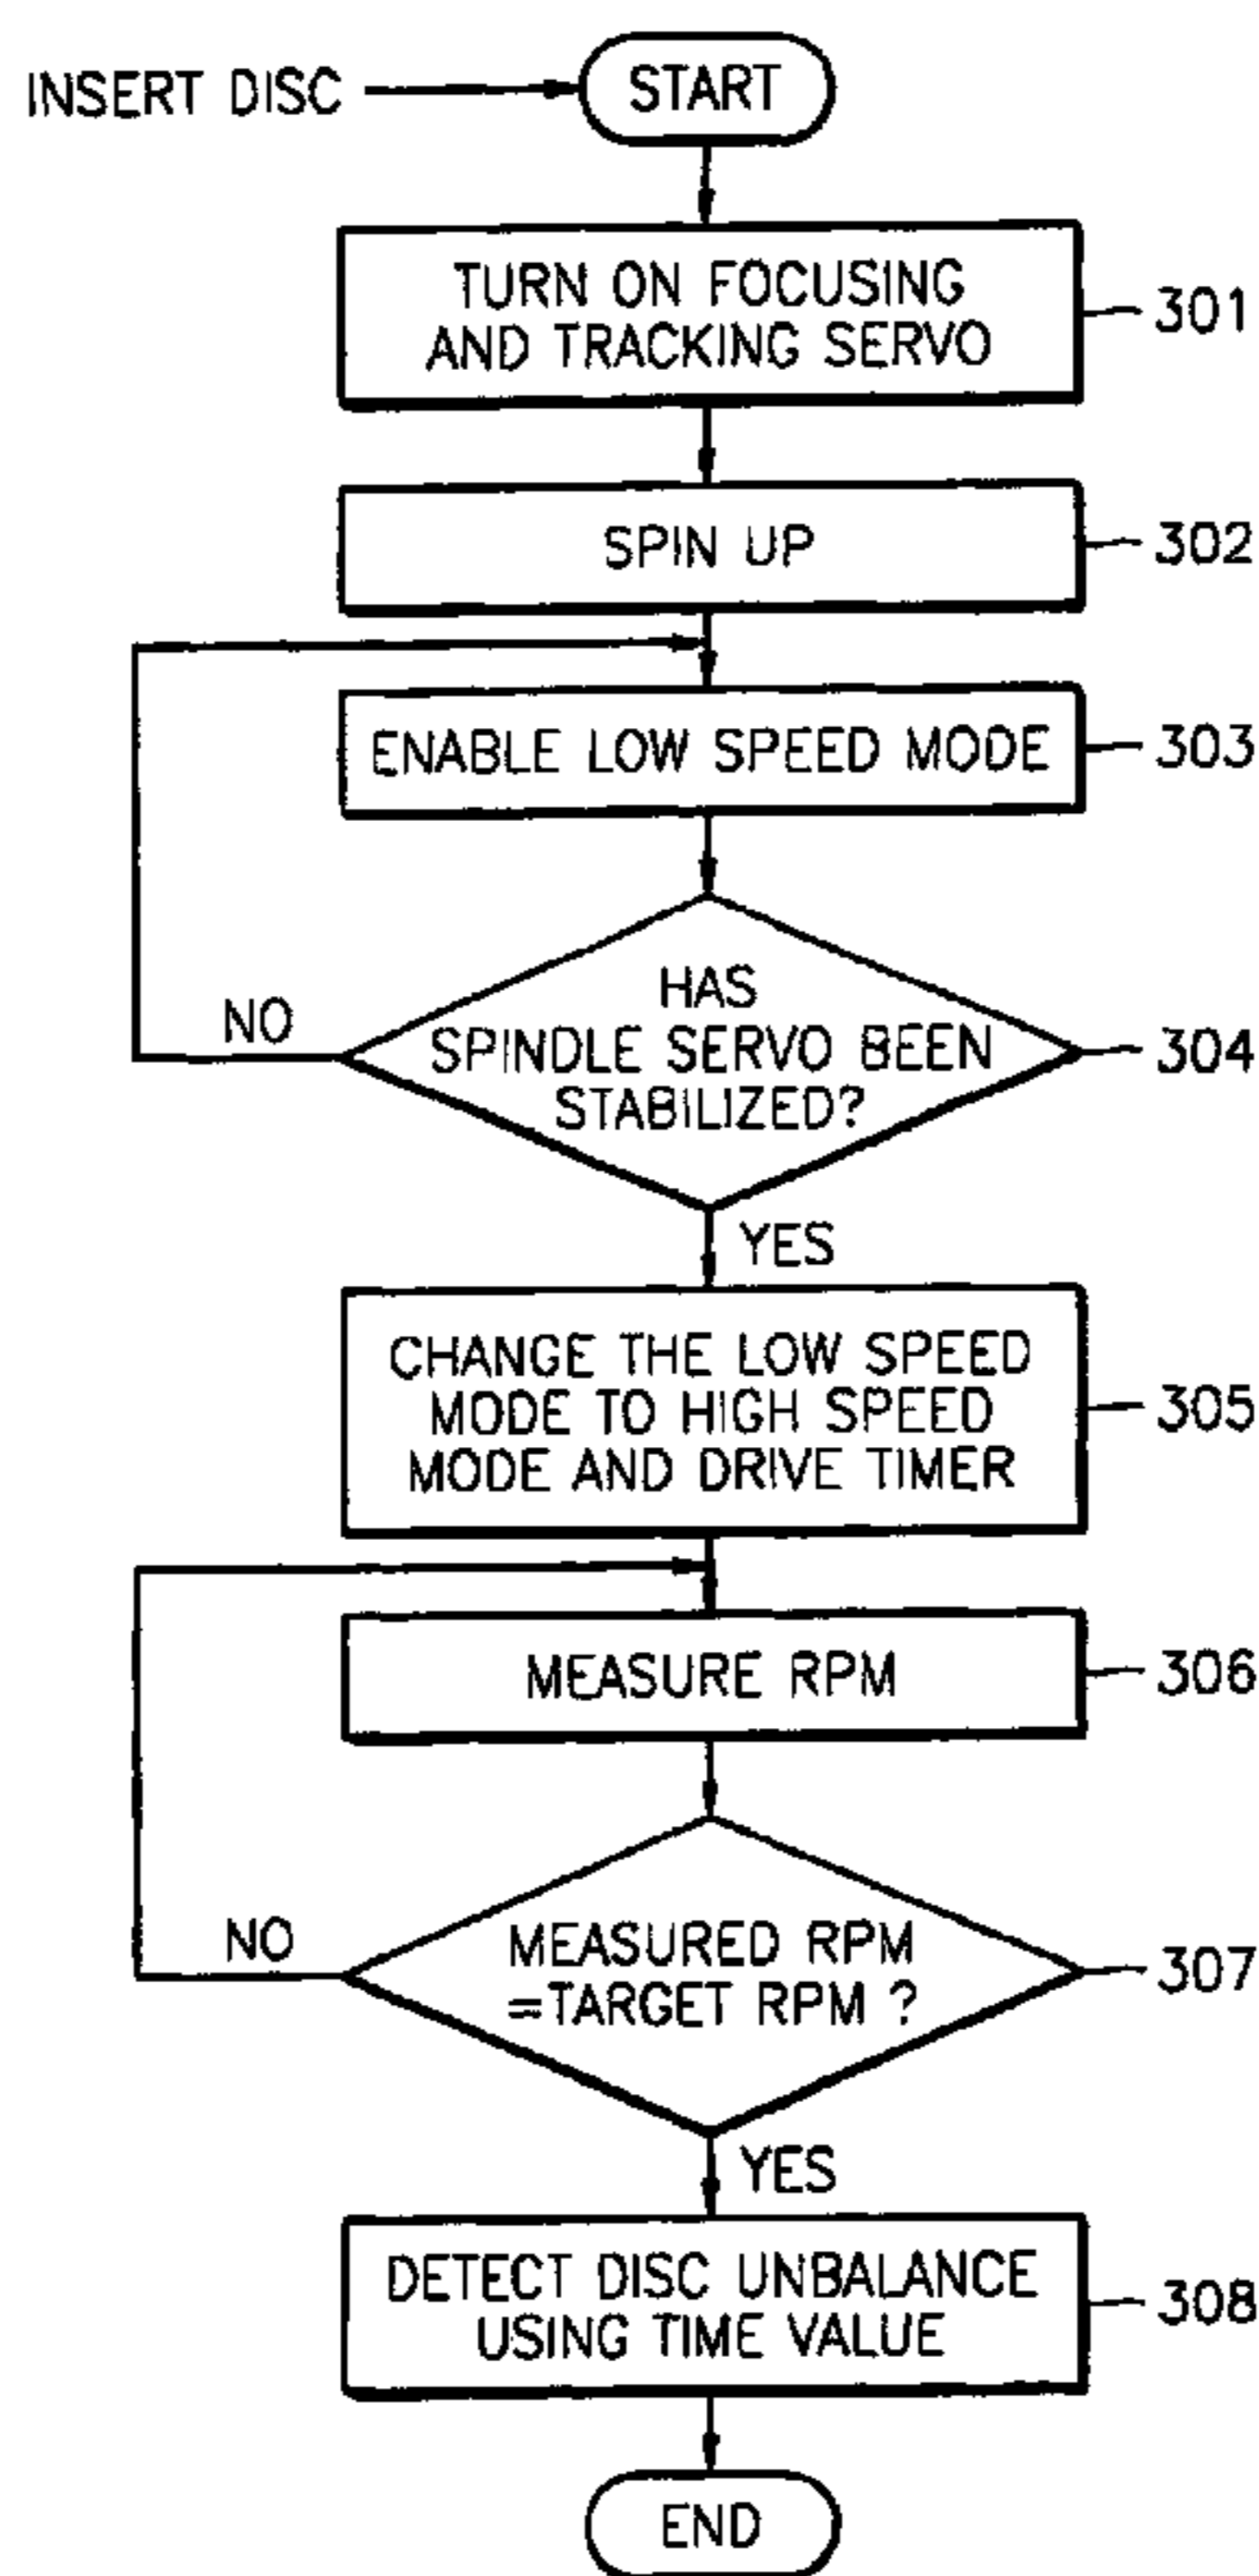 INSERT DISC
START
TURN ON FOCUSING
AND TRACKING SERVO
301
SPIN UP
302
ENABLE LOW SPEED MODE
303
HAS
SPINDLE SERVO BEEN
STABILIZED?
304
NO
YES
CHANGE THE LOW SPEED
MODE TO HIGH SPEED
MODE AND DRIVE TIMER
305
MEASURE RPM
306
MEASURED RPM
=TARGET RPM ?
307
NO
YES
DETECT DISC UNBALANCE
USING TIME VALUE
308
END